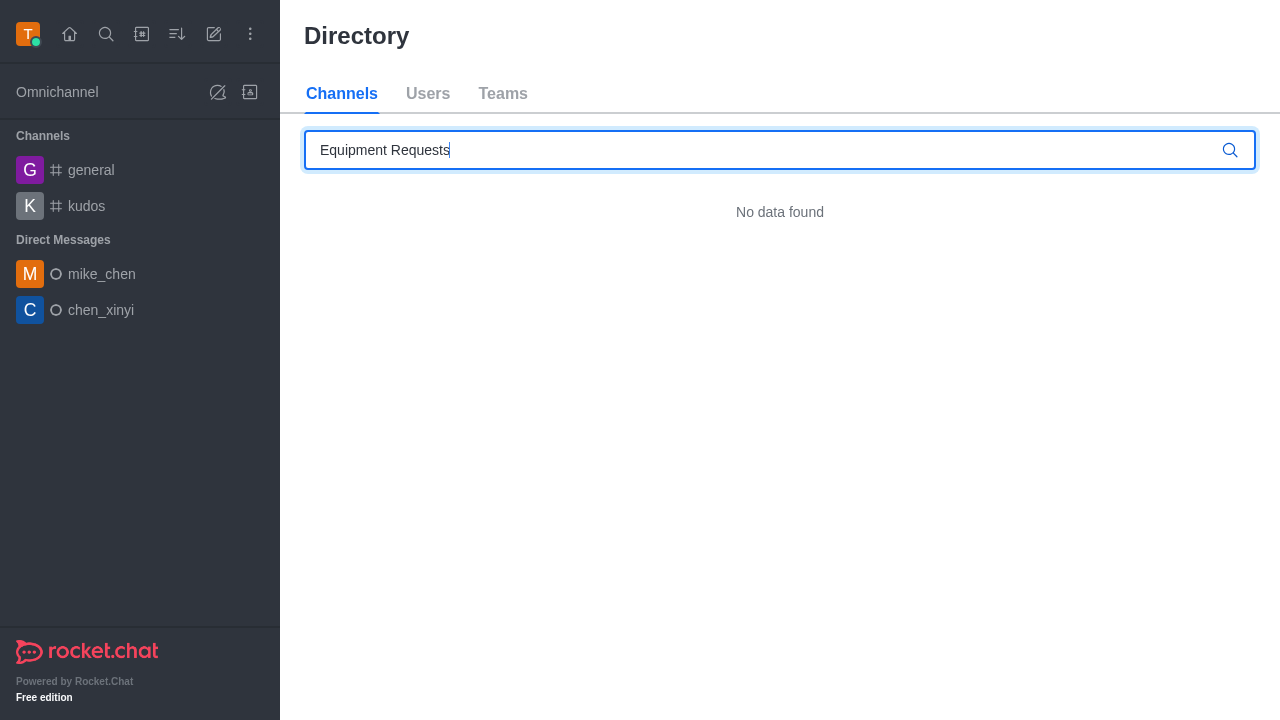 T
Omnichannel
Channels
G general
K kudos
Direct Messages
M mike_chen
C chen_xinyi
rocket.chat
Powered by Rocket.Chat
Free edition
Directory
Channels Users Teams
Equipment Requests
No data found